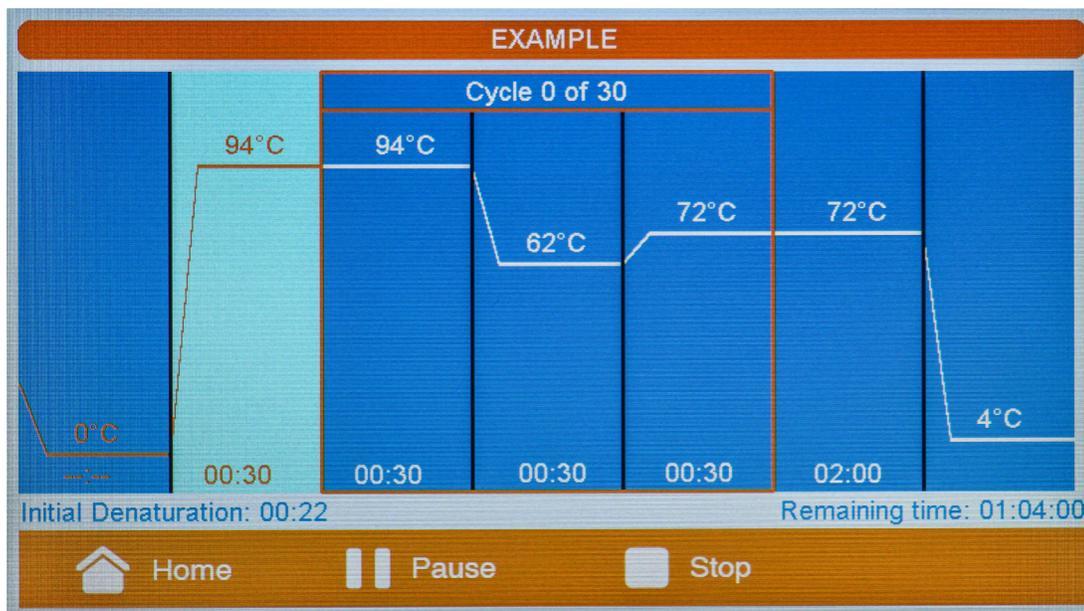 EXAMPLE
Cycle 0 of 30
94°C
94°C
72°C
72°C
62°C
0°C
4°C
--:--
00:30
00:30
00:30
00:30
02:00
Initial Denaturation: 00:22
Remaining time: 01:04:00
Home
Pause
Stop